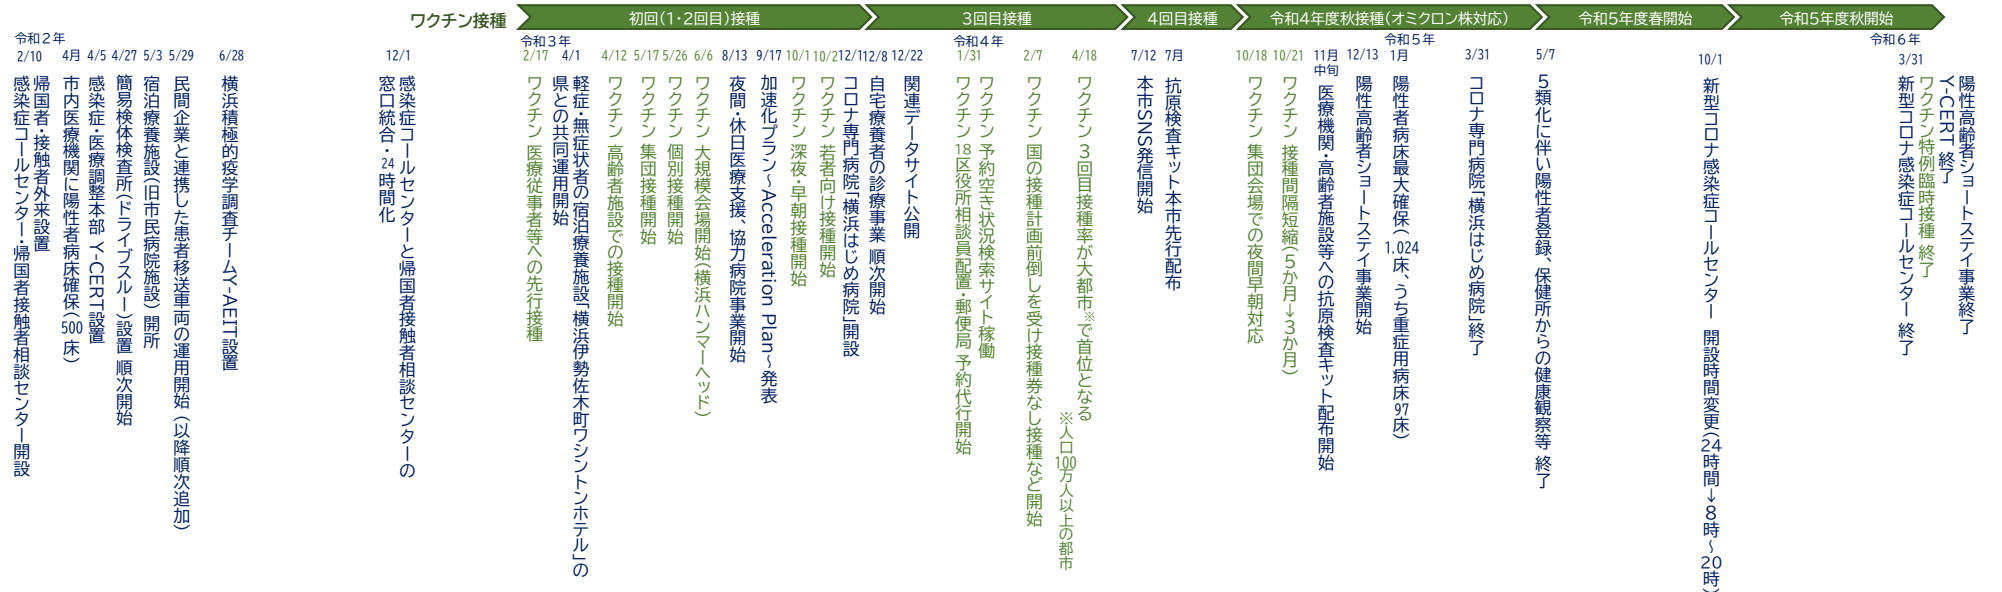 ワクチン接種
初回(1・2回目)接種
3回目接種
4回目接種
令和4年度秋接種(オミクロン株対応)
令和5年度春開始
令和5年度秋開始
令和2年
2/10
帰国者・接触者外来設置
感染症コールセンター・帰国者接触者相談センター開設
4月
市内医療機関に陽性者病床確保(500床)
4/5
感染症・医療調整本部 Y-CERT設置
4/27
簡易検体検査所(ドライブスルー)設置 順次開始
5/3
宿泊療養施設(旧市民病院施設)開所
5/29
民間企業と連携した患者移送車両の運用開始(以降順次追加)
6/28
横浜積極的疫学調査チームY-AEIT設置
12/1
感染症コールセンターと帰国者接触者相談センターの
窓口統合・24時間化
令和3年
2/17
ワクチン 医療従事者等への先行接種
4/1
軽症・無症状者の宿泊療養施設「横浜伊勢佐木町ワシントンホテル」の
県との共同運用開始
4/12
ワクチン 高齢者施設での接種開始
5/17
ワクチン 集団接種開始
5/26
ワクチン 個別接種開始
6/6
ワクチン 大規模会場開始(横浜ハンマーヘッド)
8/13
夜間・休日医療支援、協力病院事業開始
9/17
加速化プラン~Acceleration Plan~発表
10/1
ワクチン 深夜・早朝接種開始
10/2
ワクチン 若者向け接種開始
12/1
コロナ専門病院「横浜はじめ病院」開設
12/8
自宅療養者の診療事業 順次開始
12/22
関連データサイト公開
令和4年
1/31
ワクチン 予約空き状況検索サイト稼働
ワクチン 18区役所相談員配置・郵便局 予約代行開始
2/7
ワクチン 国の接種計画前倒しを受け接種券なし接種など開始
4/18
ワクチン 3回目接種率が大都市※で首位となる
※人口100万人以上の都市
7/12
本市SNS発信開始
7月
抗原検査キット本市先行配布
10/18
ワクチン 集団会場での夜間早朝対応
10/21
ワクチン 接種間隔短縮(5か月→3か月)
11月
中旬
医療機関・高齢者施設等への抗原検査キット配布開始
12/13
陽性高齢者ショートステイ事業開始
令和5年
1月
陽性者病床最大確保(1,024床、うち重症用病床97床)
3/31
コロナ専門病院「横浜はじめ病院」終了
5/7
5類化に伴い陽性者登録、保健所からの健康観察等 終了
10/1
新型コロナ感染症コールセンター 開設時間変更(24時間→8時~20時)
令和6年
3/31
陽性高齢者ショートステイ事業終了
Y-CERT 終了
ワクチン特例臨時接種 終了
新型コロナ感染症コールセンター 終了